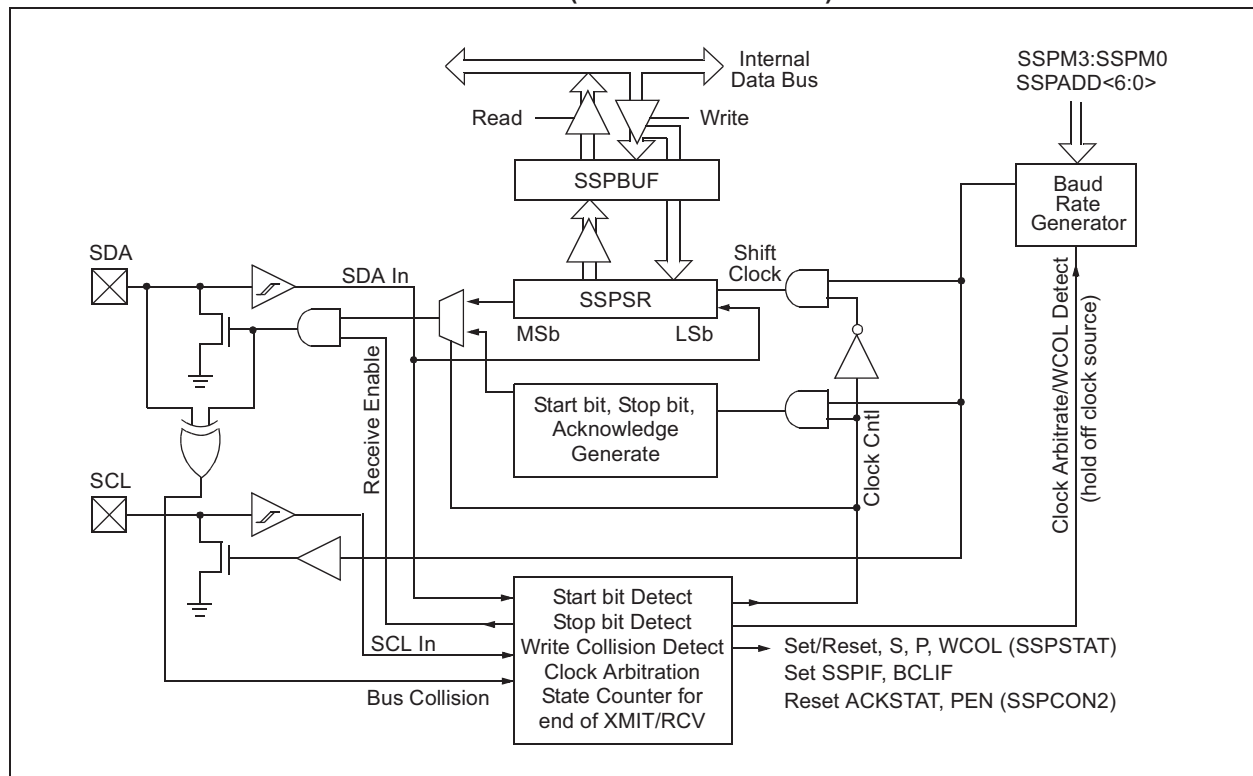 Internal
Data Bus
SSPM3:SSPM0
SSPADD<6:0>
Read
Write
SSPBUF
Baud
Rate
Generator
SDA
SDA In
Shift
Clock
SSPSR
MSb
LSb
Start bit, Stop bit,
Acknowledge
Generate
Receive Enable
Clock Cntl
Clock Arbitrate/WCOL Detect
(hold off clock source)
SCL
SCL In
Bus Collision
Start bit Detect
Stop bit Detect
Write Collision Detect
Clock Arbitration
State Counter for
end of XMIT/RCV
Set/Reset, S, P, WCOL (SSPSTAT)
Set SSPIF, BCLIF
Reset ACKSTAT, PEN (SSPCON2)